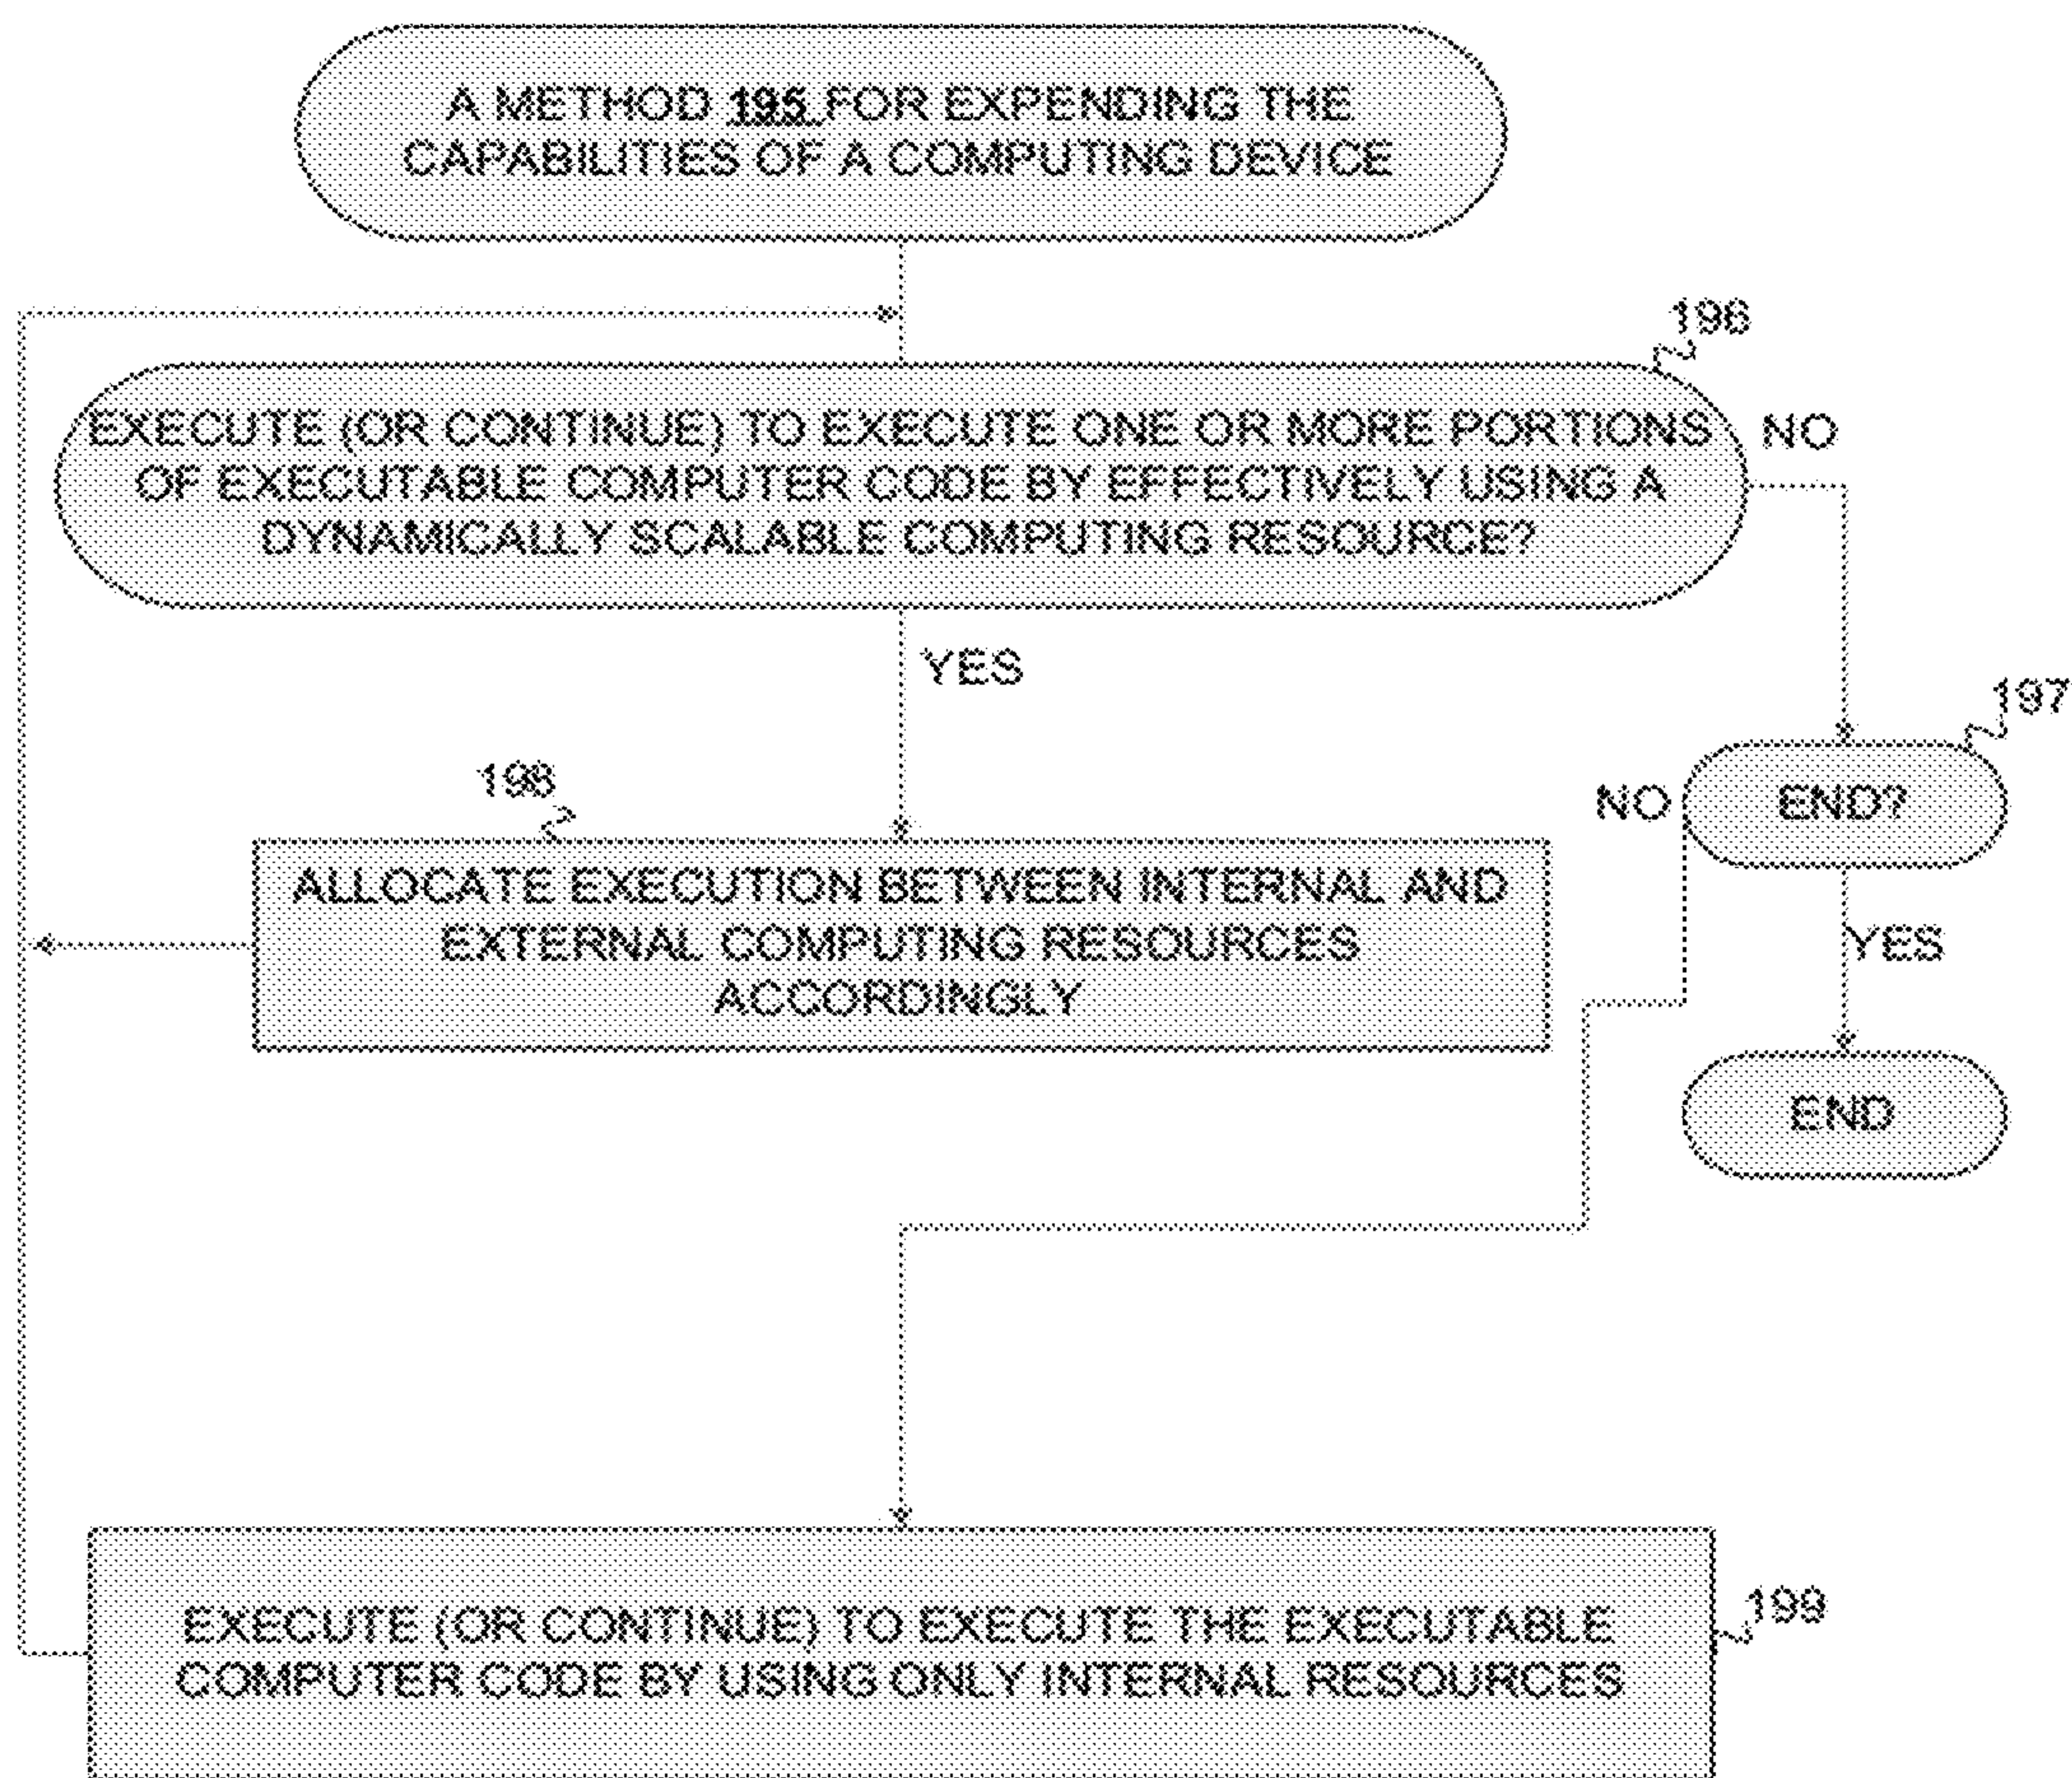 A METHOD 195 FOR EXPENDING THE
CAPABILITIES OF A COMPUTING DEVICE
196
EXECUTE (OR CONTINUE) TO EXECUTE ONE OR MORE PORTIONS
OF EXECUTABLE COMPUTER CODE BY EFFECTIVELY USING A
DYNAMICALLY SCALABLE COMPUTING RESOURCE?
NO
YES
197
198
NO
END?
ALLOCATE EXECUTION BETWEEN INTERNAL AND
EXTERNAL COMPUTING RESOURCES
ACCORDINGLY
YES
END
EXECUTE (OR CONTINUE) TO EXECUTE THE EXECUTABLE
COMPUTER CODE BY USING ONLY INTERNAL RESOURCES
199